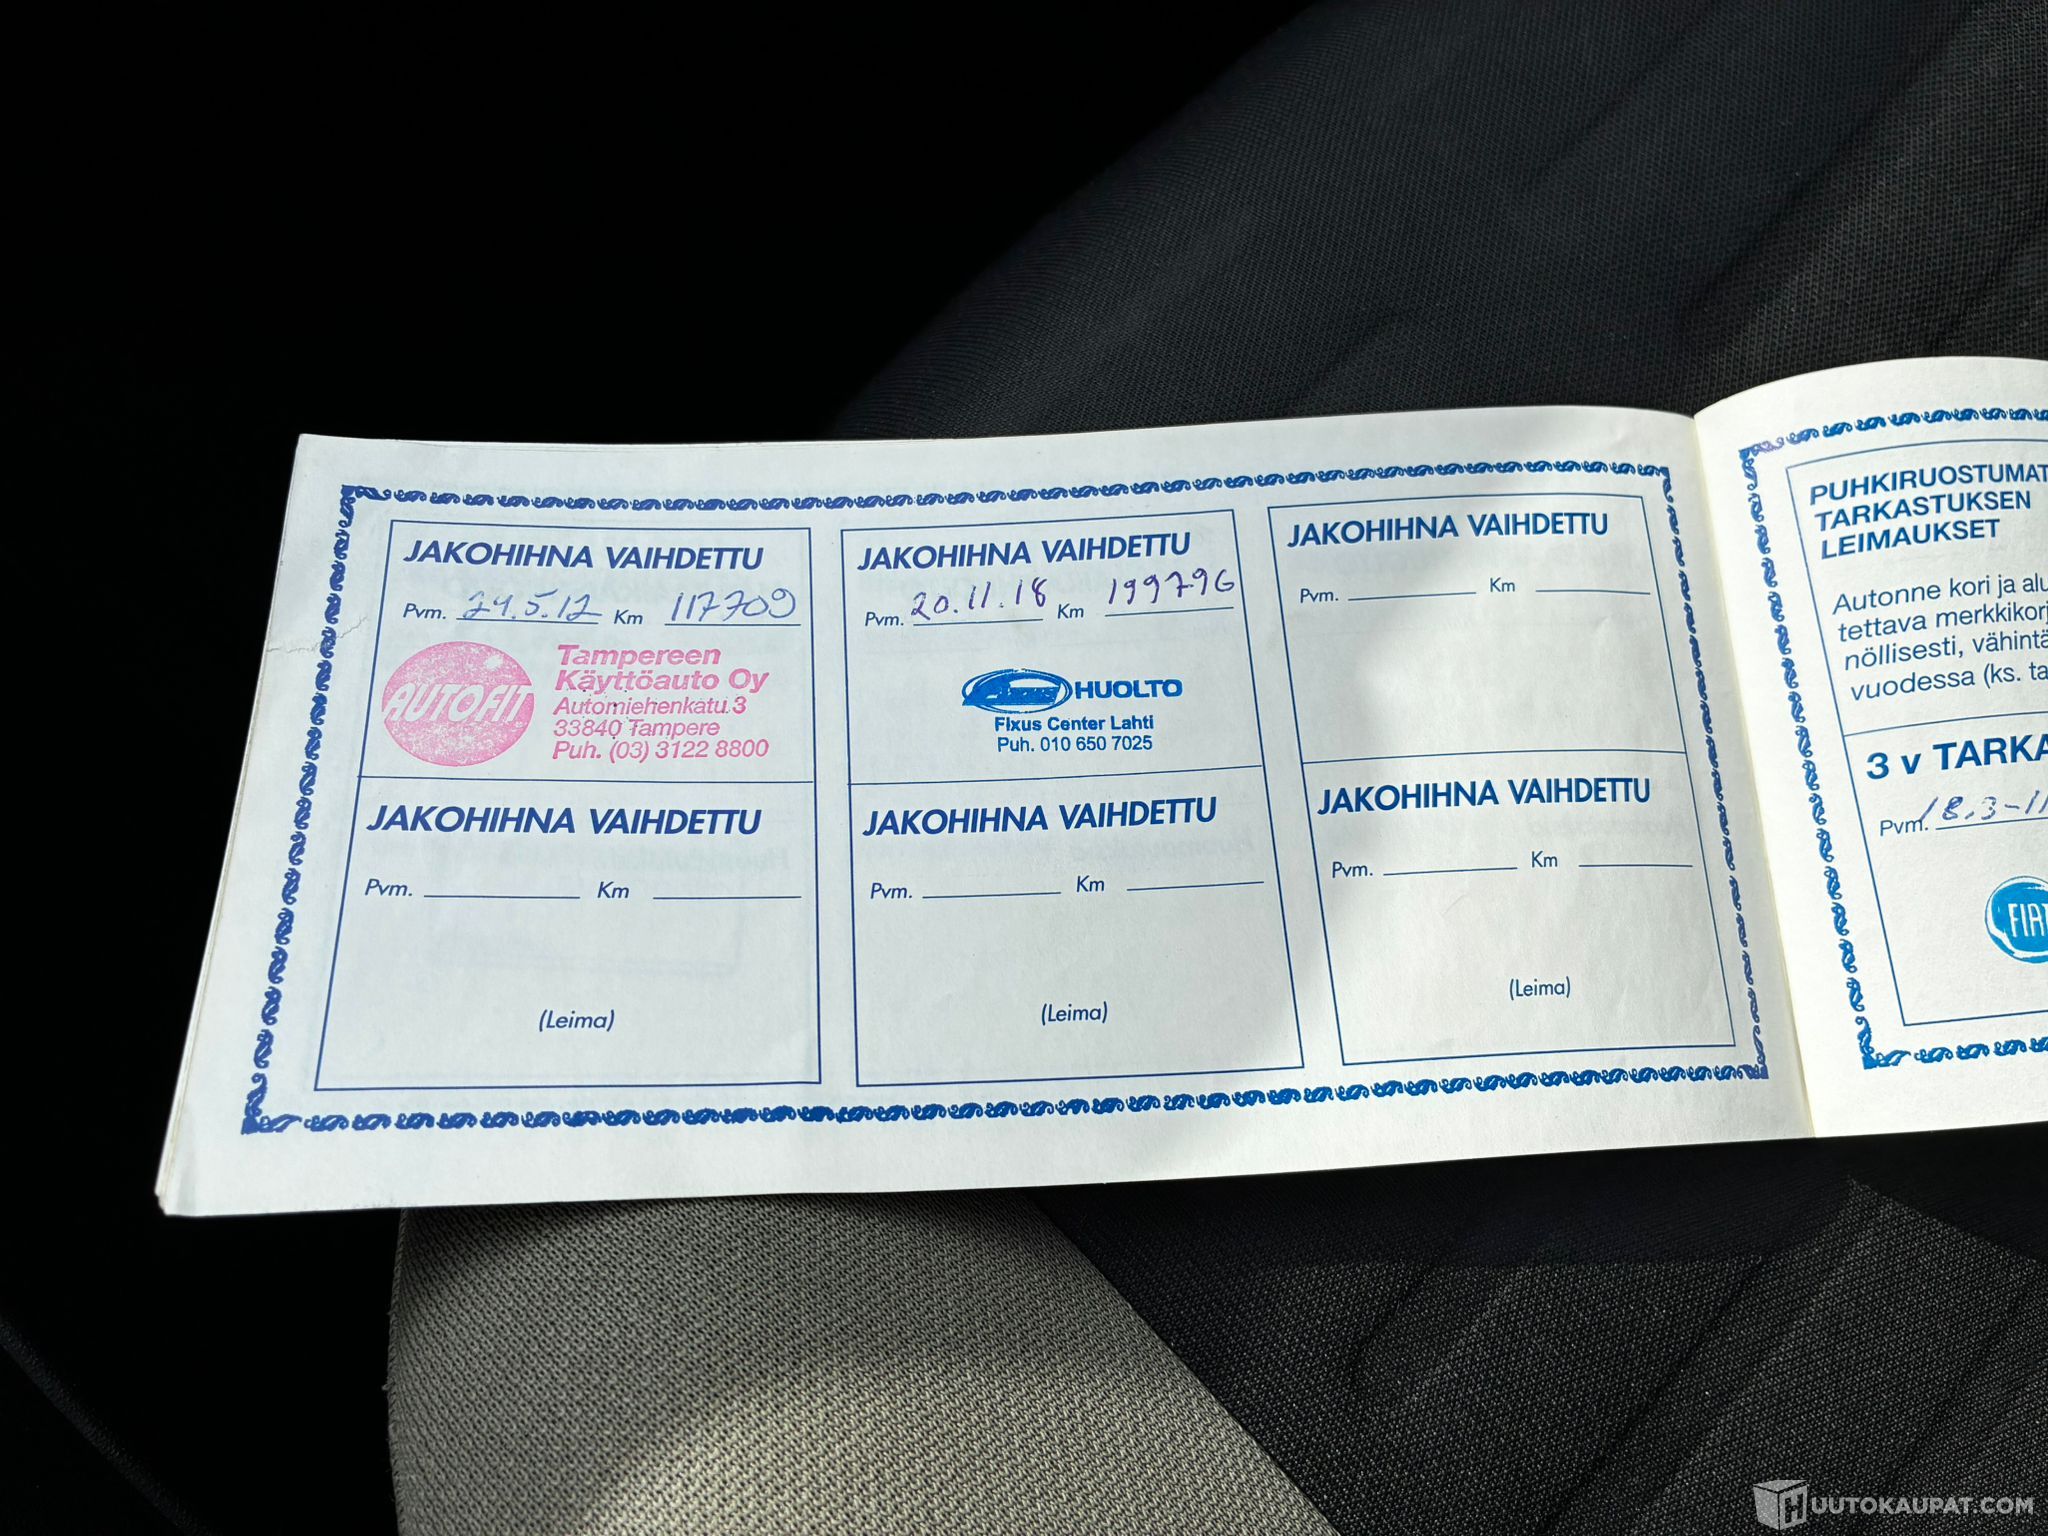 JAKOHIHNA VAIHDETTU
Pvm. 24.5.12 Km 117709
AUTOFIT
Tampereen
Käyttöauto Oy
Automiehenkatu 3
33840 Tampere
Puh. (03) 3122 8800
JAKOHIHNA VAIHDETTU
Pvm. 20.11.18 Km 199796
HUOLTO
Fixus Center Lahti
Puh. 010 650 7025
JAKOHIHNA VAIHDETTU
Pvm. Km
JAKOHIHNA VAIHDETTU
Pvm. Km
(Leima)
JAKOHIHNA VAIHDETTU
Pvm. Km
(Leima)
JAKOHIHNA VAIHDETTU
Pvm. Km
(Leima)
PUHKIRUOSTUMAT
TARKASTUKSEN
LEIMAUKSET
Autonne kori ja alu
tettava merkkikorj
nöllisesti, vähintä
vuodessa (ks. ta
3 v TARKA
Pvm. 18.3-11
FIAT
HUUTOKAUPAT.COM